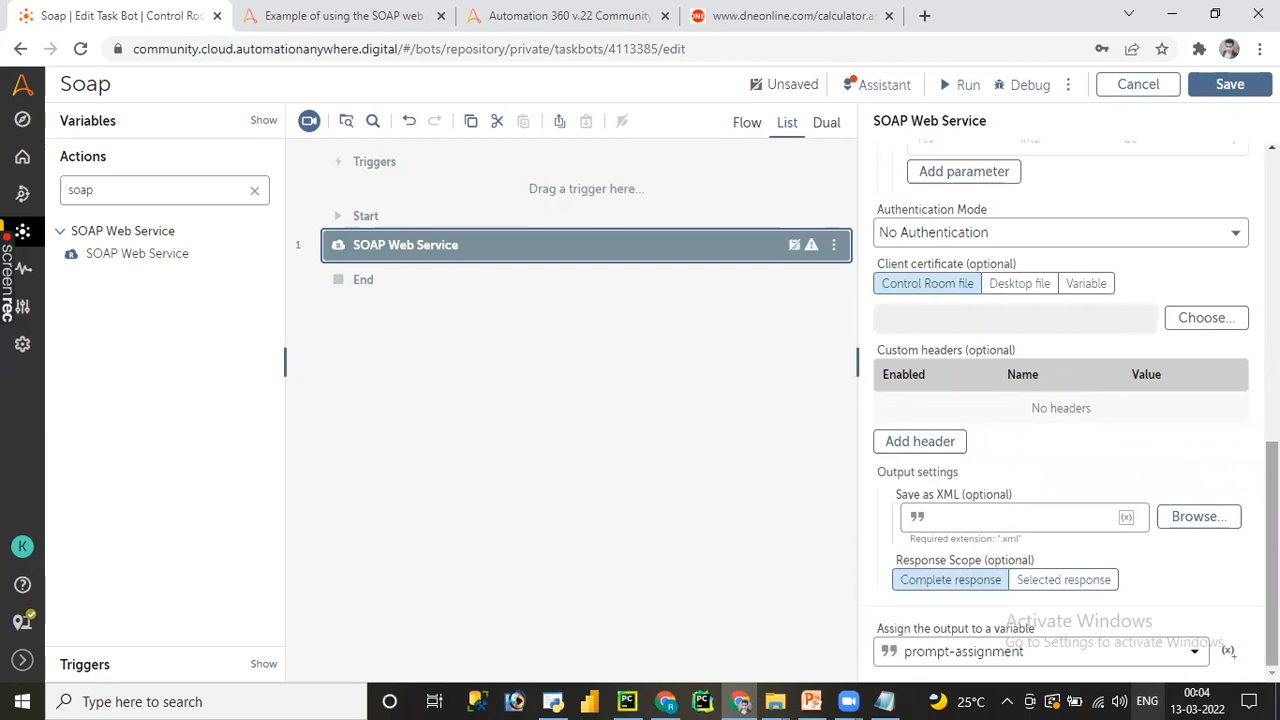 Soap | Edit Task Bot | Control Ro
Example of using the SOAP web
Automation 360 v.22 Community
DNE
www.dneonline.com/calculator.as
community.cloud.automationanywhere.digital/#/bots/repository/private/taskbots/4113385/edit
Soap
Unsaved
Assistant
Run
Debug
Cancel
Save
Variables
Show
Flow
List
Dual
SOAP Web Service
Actions
Triggers
Add parameter
soap
Drag a trigger here...
Start
Authentication Mode
SOAP Web Service
No Authentication
1
SOAP Web Service
SOAP Web Service
Client certificate (optional)
End
Control Room file
Desktop file
Variable
screenrec
Choose...
Custom headers (optional)
Enabled
Name
Value
No headers
Add header
Output settings
Save as XML (optional)
(x)
Browse...
Required extension: ".xml"
K
Response Scope (optional)
Complete response
Selected response
Activate Windows
Assign the output to a variable
Go to Settings to activate Windows.
prompt-assignment
(x)
Triggers
Show
Type here to search
25°C
ENG
00:04
13-03-2022